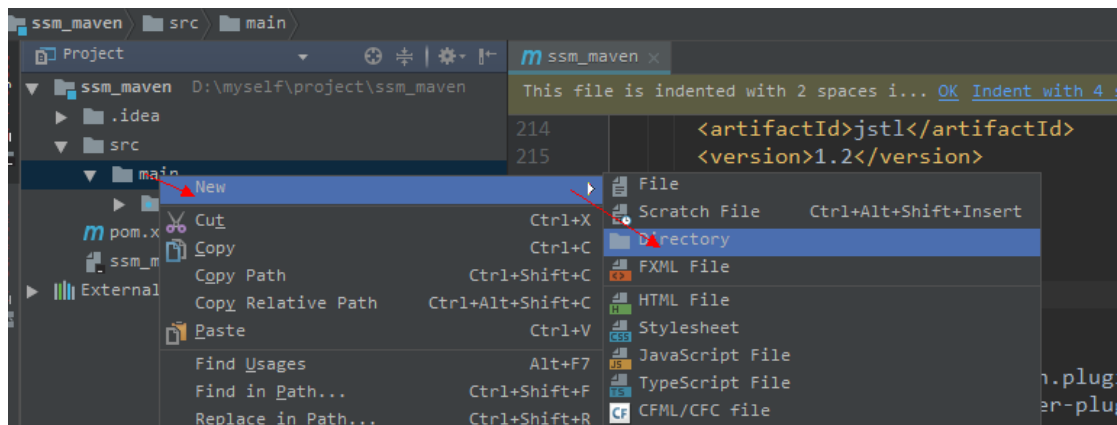 ssm_maven src main
Project
m ssm_maven
ssm_maven D:\myself\project\ssm_maven
This file is indented with 2 spaces i... OK Indent with 4
.idea
214 <artifactId>jstl</artifactId>
src
215 <version>1.2</version>
main
New
File
Scratch File Ctrl+Alt+Shift+Insert
Cut Ctrl+X
m pom.x
Directory
Copy Ctrl+C
ssm_m
FXML File
Copy Path Ctrl+Shift+C
External
HTML File
Copy Relative Path Ctrl+Alt+Shift+C
Stylesheet
Paste Ctrl+V
JavaScript File
Find Usages Alt+F7
TypeScript File
Find in Path... Ctrl+Shift+F
n.plug
CFML/CFC file
er-plug
Replace in Path... Ctrl+Shift+R